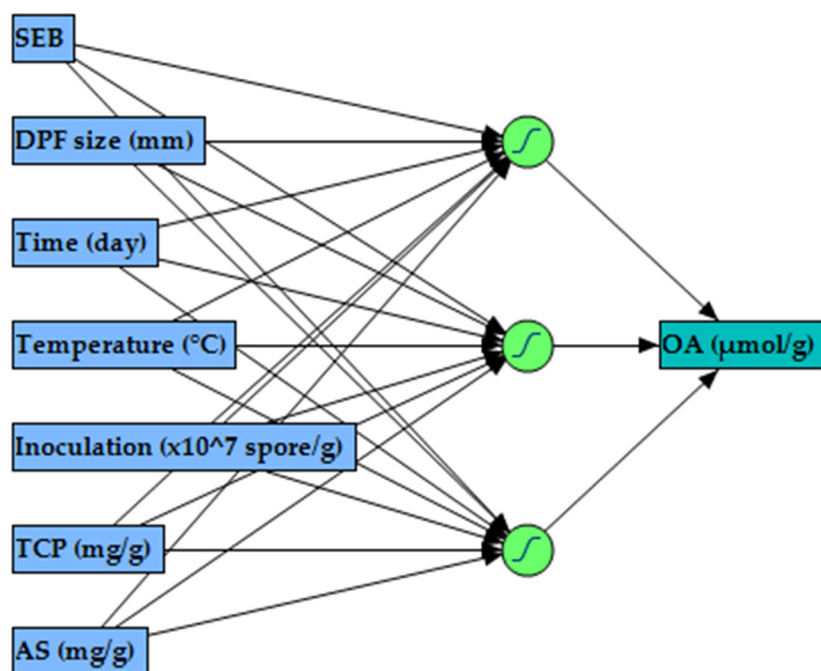 SEB
DPF size (mm)
Time (day)
Temperature (°C)
OA (μmol/g)
Inoculation (x10^7 spore/g)
TCP (mg/g)
AS (mg/g)